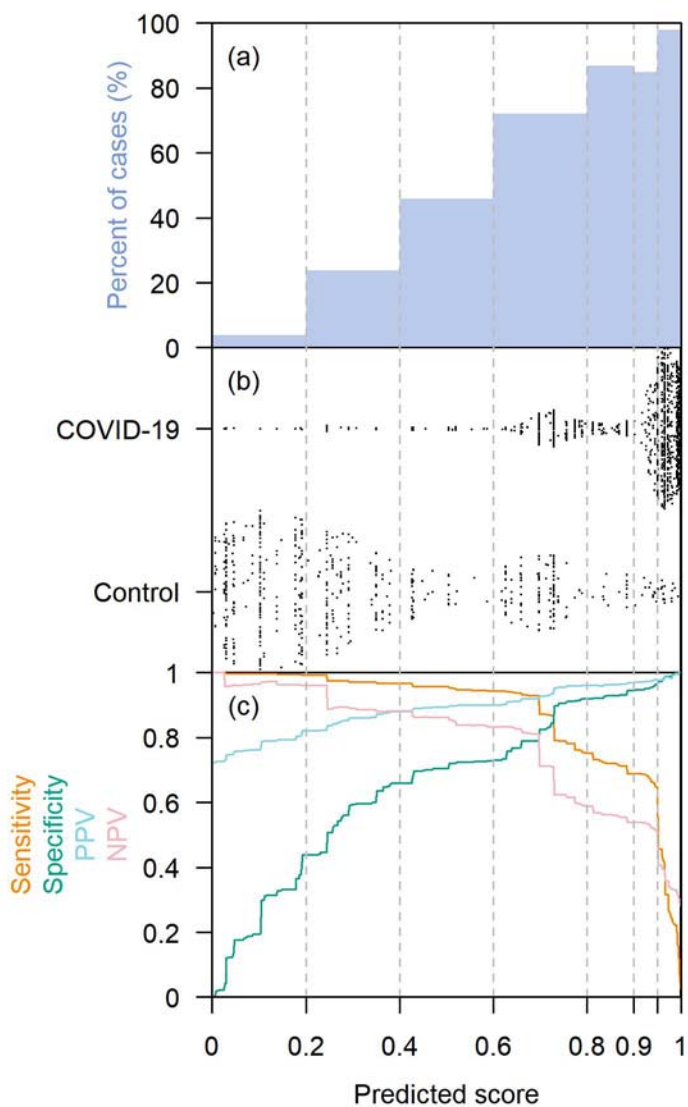 100
(a)
80
60
40
20
0
Percent of cases (%)
(b)
COVID-19
Control
1
(c)
0.8
0.6
0.4
0.2
0
Sensitivity
Specificity
PPV
NPV
0 0.2 0.4 0.6 0.8 0.9 1
Predicted score